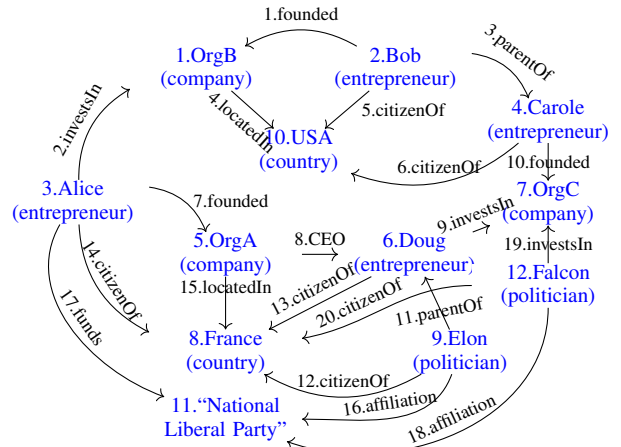 1.founded
1.OrgB
(company)
2.Bob
(entrepreneur)
3.parentOf
2.investsIn
4.locatedIn
5.citizenOf
4.Carole
(entrepreneur)
10.USA
(country)
6.citizenOf
10.founded
3.Alice
(entrepreneur)
7.founded
7.OrgC
(company)
9.investsIn
5.OrgA
(company)
8.CEO
6.Doug
(entrepreneur)
19.investsIn
12.Falcon
(politician)
14.citizenOf
15.locatedIn
13.citizenOf
20.citizenOf
17.funds
11.parentOf
8.France
(country)
9.Elon
(politician)
12.citizenOf
11.“National
Liberal Party”
16.affiliation
18.affiliation